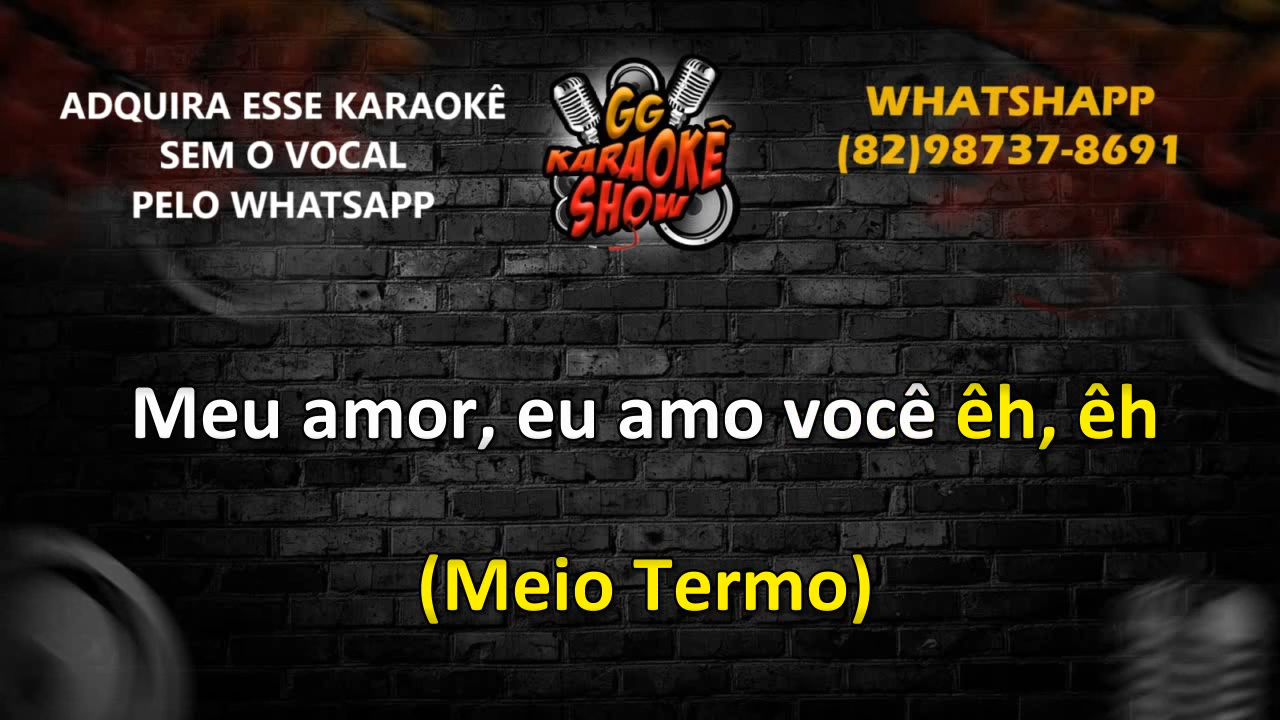 ADQUIRA ESSE KARAOKÊ
SEM O VOCAL
PELO WHATSAPP
GG
KARAOKÊ
SHOW
WHATSHAPP
(82)98737-8691
Meu amor, eu amo você êh, êh
(Meio Termo)